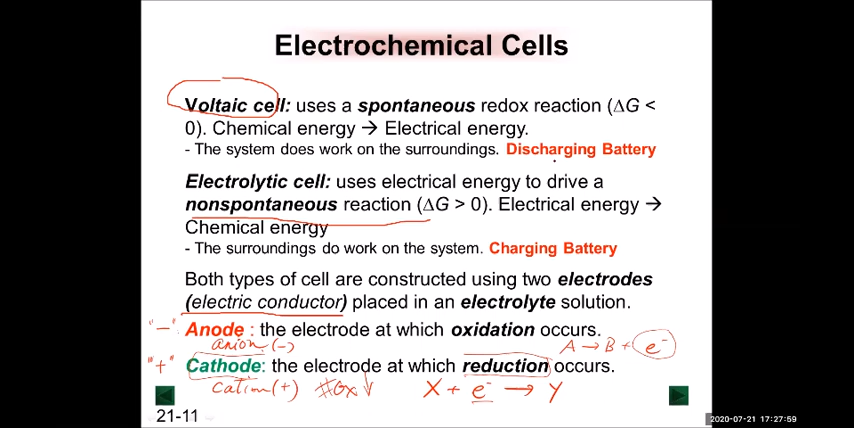 Electrochemical Cells
Voltaic cell: uses a spontaneous redox reaction (ΔG <
0). Chemical energy → Electrical energy.
- The system does work on the surroundings. Discharging Battery
Electrolytic cell: uses electrical energy to drive a
nonspontaneous reaction (ΔG > 0). Electrical energy →
Chemical energy
- The surroundings do work on the system. Charging Battery
Both types of cell are constructed using two electrodes
(electric conductor) placed in an electrolyte solution.
"−" Anode : the electrode at which oxidation occurs.
anion (-) A → B + e⁻
"+" Cathode: the electrode at which reduction occurs.
cation (+) #Ox ↓ X + e⁻ → Y
21-11
2020-07-21 17:27:59